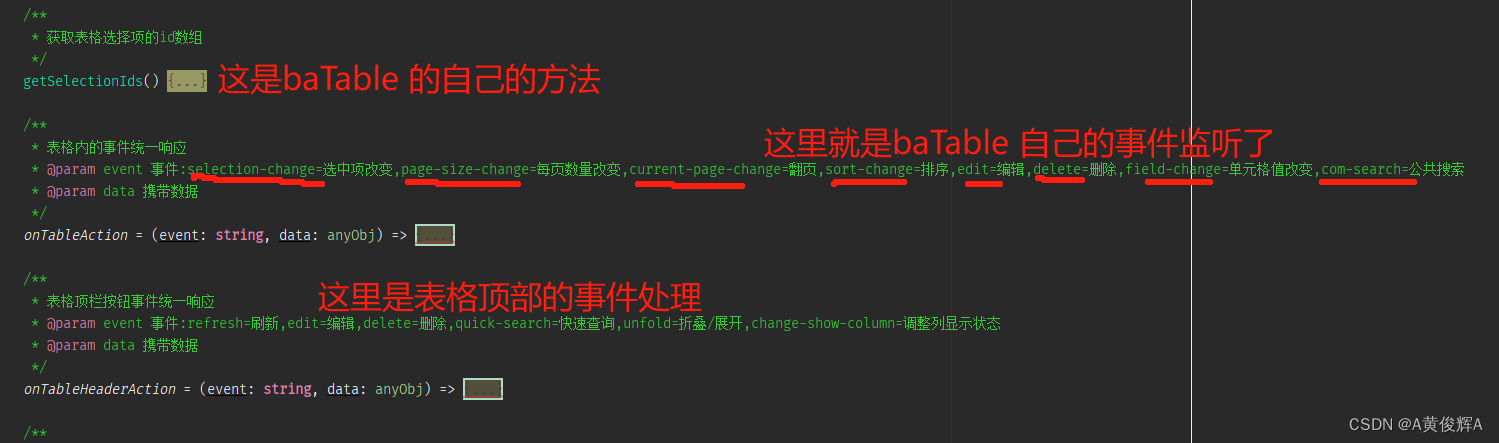 /**
* 获取表格选择项的id数组
*/
getSelectionIds() {...} 这是baTable 的自己的方法
/**
这里就是baTable 自己的事件监听了
* 表格内的事件统一响应
* @param event 事件:selection-change=选中项改变,page-size-change=每页数量改变,current-page-change=翻页,sort-change=排序,edit=编辑,delete=删除,field-change=单元格值改变,com-search=公共搜索
* @param data 携带数据
*/
onTableAction = (event: string, data: anyObj) => {...}
/**
这里是表格顶部的事件处理
* 表格顶栏按钮事件统一响应
* @param event 事件:refresh=刷新,edit=编辑,delete=删除,quick-search=快速查询,unfold=折叠/展开,change-show-column=调整列显示状态
* @param data 携带数据
*/
onTableHeaderAction = (event: string, data: anyObj) => {...}
/**
CSDN @A黄俊辉A